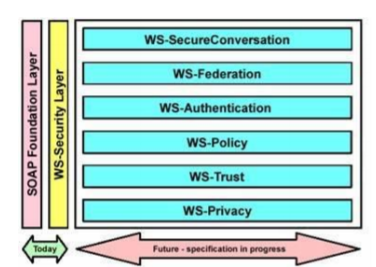 SOAP Foundation Layer
WS-Security Layer
WS-SecureConversation
WS-Federation
WS-Authentication
WS-Policy
WS-Trust
WS-Privacy
Today
Future - specification in progress